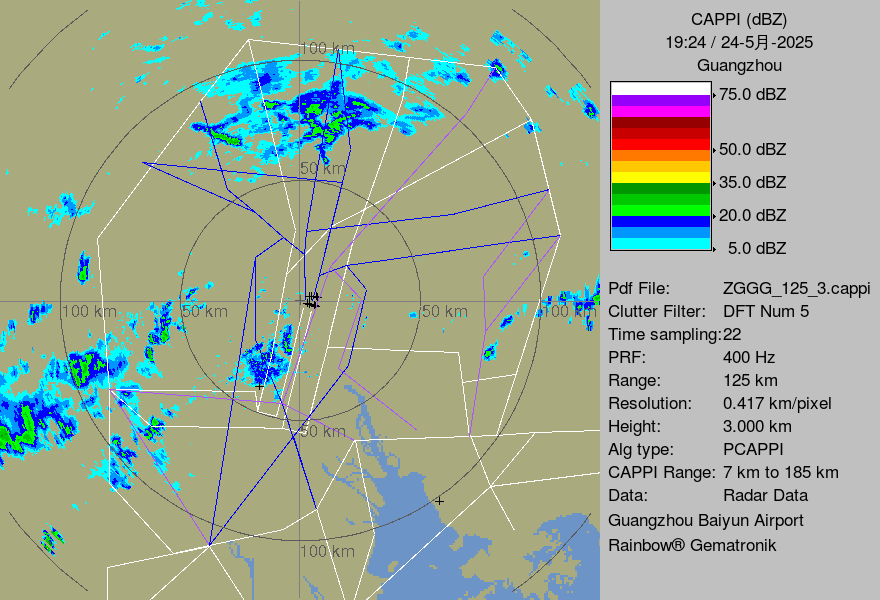 100 km
50 km
100 km
50 km
50 km
100 km
50 km
100 km
CAPPI (dBZ)
19:24 / 24-5月-2025
Guangzhou
75.0 dBZ
50.0 dBZ
35.0 dBZ
20.0 dBZ
5.0 dBZ
Pdf File: ZGGG_125_3.cappi
Clutter Filter: DFT Num 5
Time sampling:22
PRF: 400 Hz
Range: 125 km
Resolution: 0.417 km/pixel
Height: 3.000 km
Alg type: PCAPPI
CAPPI Range: 7 km to 185 km
Data: Radar Data
Guangzhou Baiyun Airport
Rainbow® Gematronik